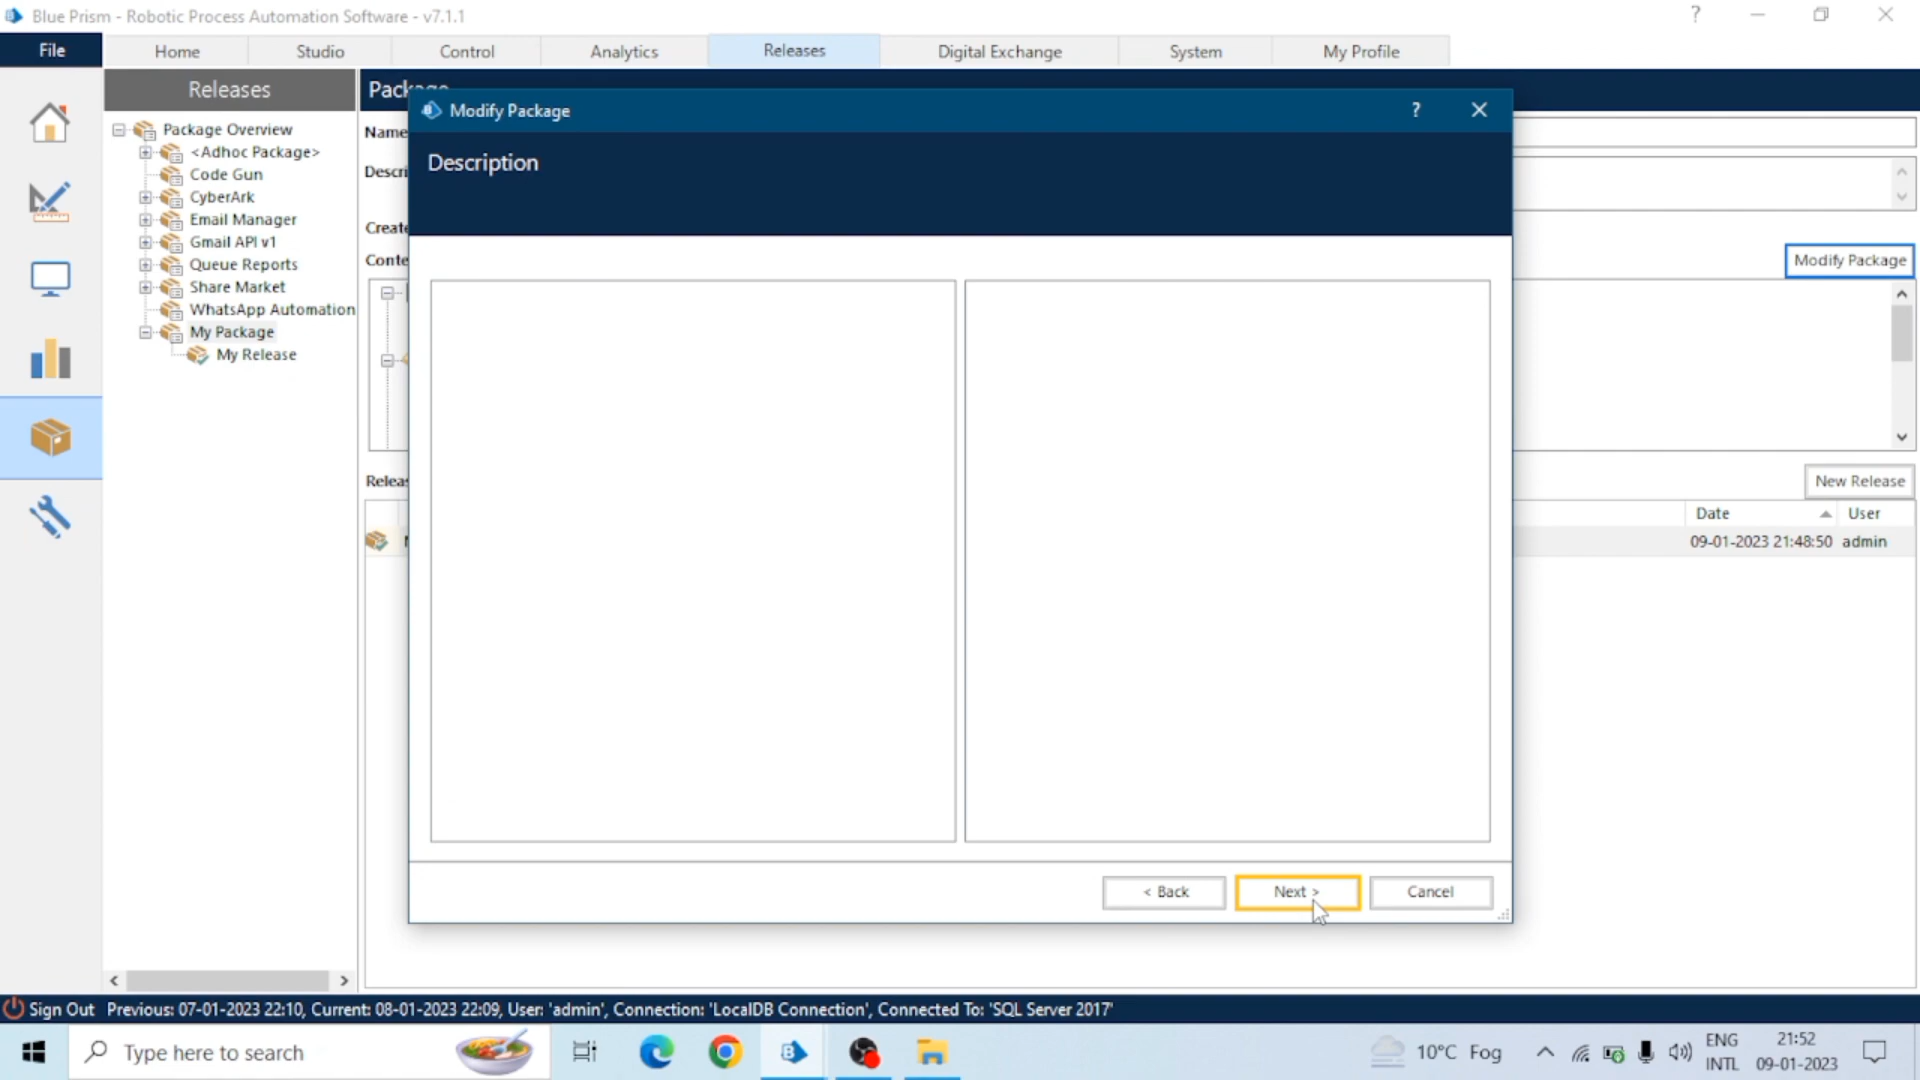 Blue Prism - Robotic Process Automation Software - v7.1.1
?
File
Home
Studio
Control
Analytics
Releases
Digital Exchange
System
My Profile
Releases
Package Overview
<Adhoc Package>
Code Gun
CyberArk
Email Manager
Gmail API v1
Queue Reports
Share Market
WhatsApp Automation
My Package
My Release
Name
Modify Package
?
Description
Modify Package
New Release
Date
User
09-01-2023 21:48:50 admin
< Back
Next >
Cancel
Sign Out Previous: 07-01-2023 22:10, Current: 08-01-2023 22:09, User: 'admin', Connection: 'LocalDB Connection', Connected To: 'SQL Server 2017'
Type here to search
10°C Fog
ENG
INTL
21:52
09-01-2023